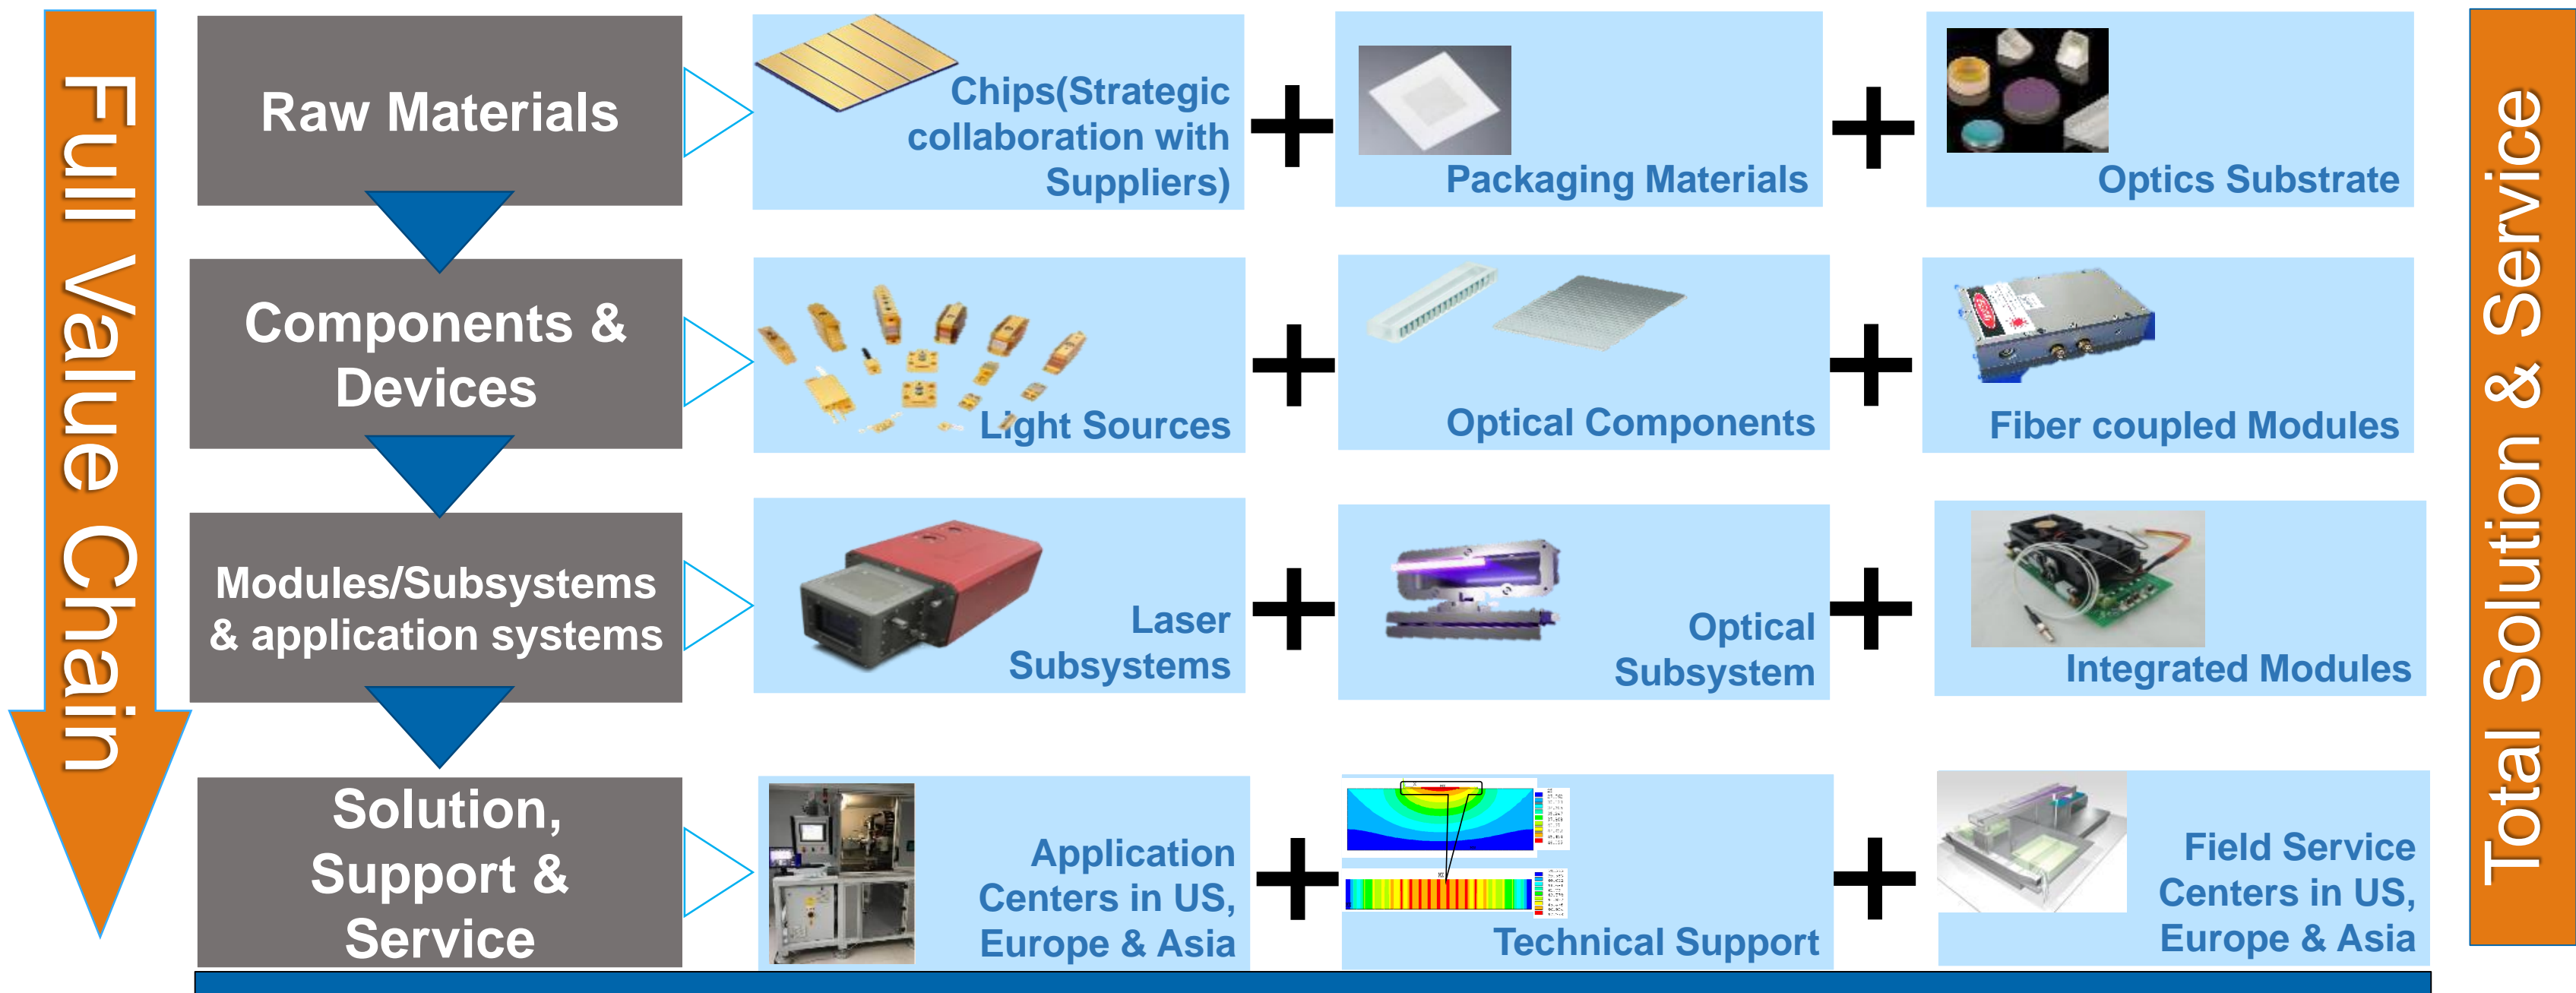 Full Value Chain
Raw Materials
Chips(Strategic
collaboration with
Suppliers)
Packaging Materials
Optics Substrate
Components &
Devices
Light Sources
Optical Components
Fiber coupled Modules
Modules/Subsystems
& application systems
Laser
Subsystems
Optical
Subsystem
Integrated Modules
Solution,
Support &
Service
Application
Centers in US,
Europe & Asia
Technical Support
Field Service
Centers in US,
Europe & Asia
Total Solution & Service